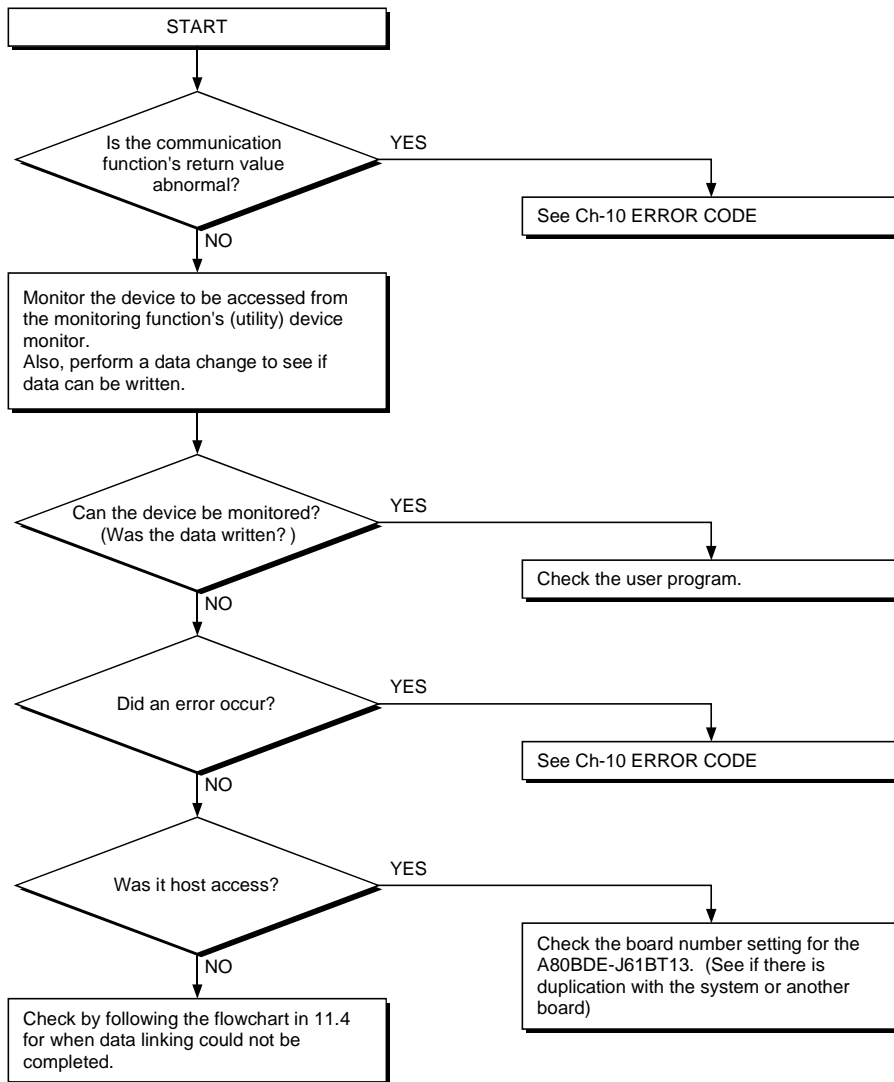 START
Is the communication
function's return value
abnormal?
YES
See Ch-10 ERROR CODE
NO
Monitor the device to be accessed from
the monitoring function's (utility) device
monitor.
Also, perform a data change to see if
data can be written.
Can the device be monitored?
(Was the data written? )
YES
Check the user program.
NO
Did an error occur?
YES
See Ch-10 ERROR CODE
NO
Was it host access?
YES
Check the board number setting for the
A80BDE-J61BT13.  (See if there is
duplication with the system or another
board)
NO
Check by following the flowchart in 11.4
for when data linking could not be
completed.